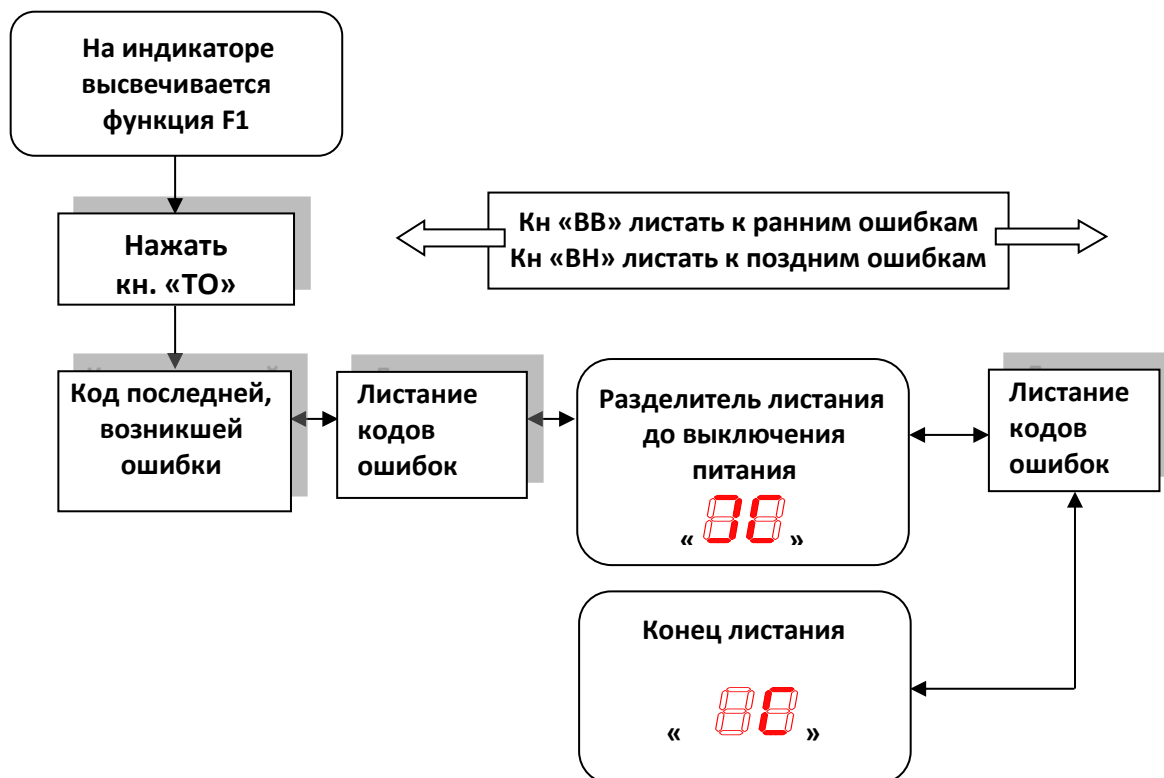 На индикаторе
высвечивается
функция F1
Нажать
кн. «ТО»
Кн «ВВ» листать к ранним ошибкам
Кн «ВН» листать к поздним ошибкам
Код последней,
возникшей
ошибки
Листание
кодов
ошибок
Разделитель листания
до выключения
питания
« »
Листание
кодов
ошибок
Конец листания
« C »